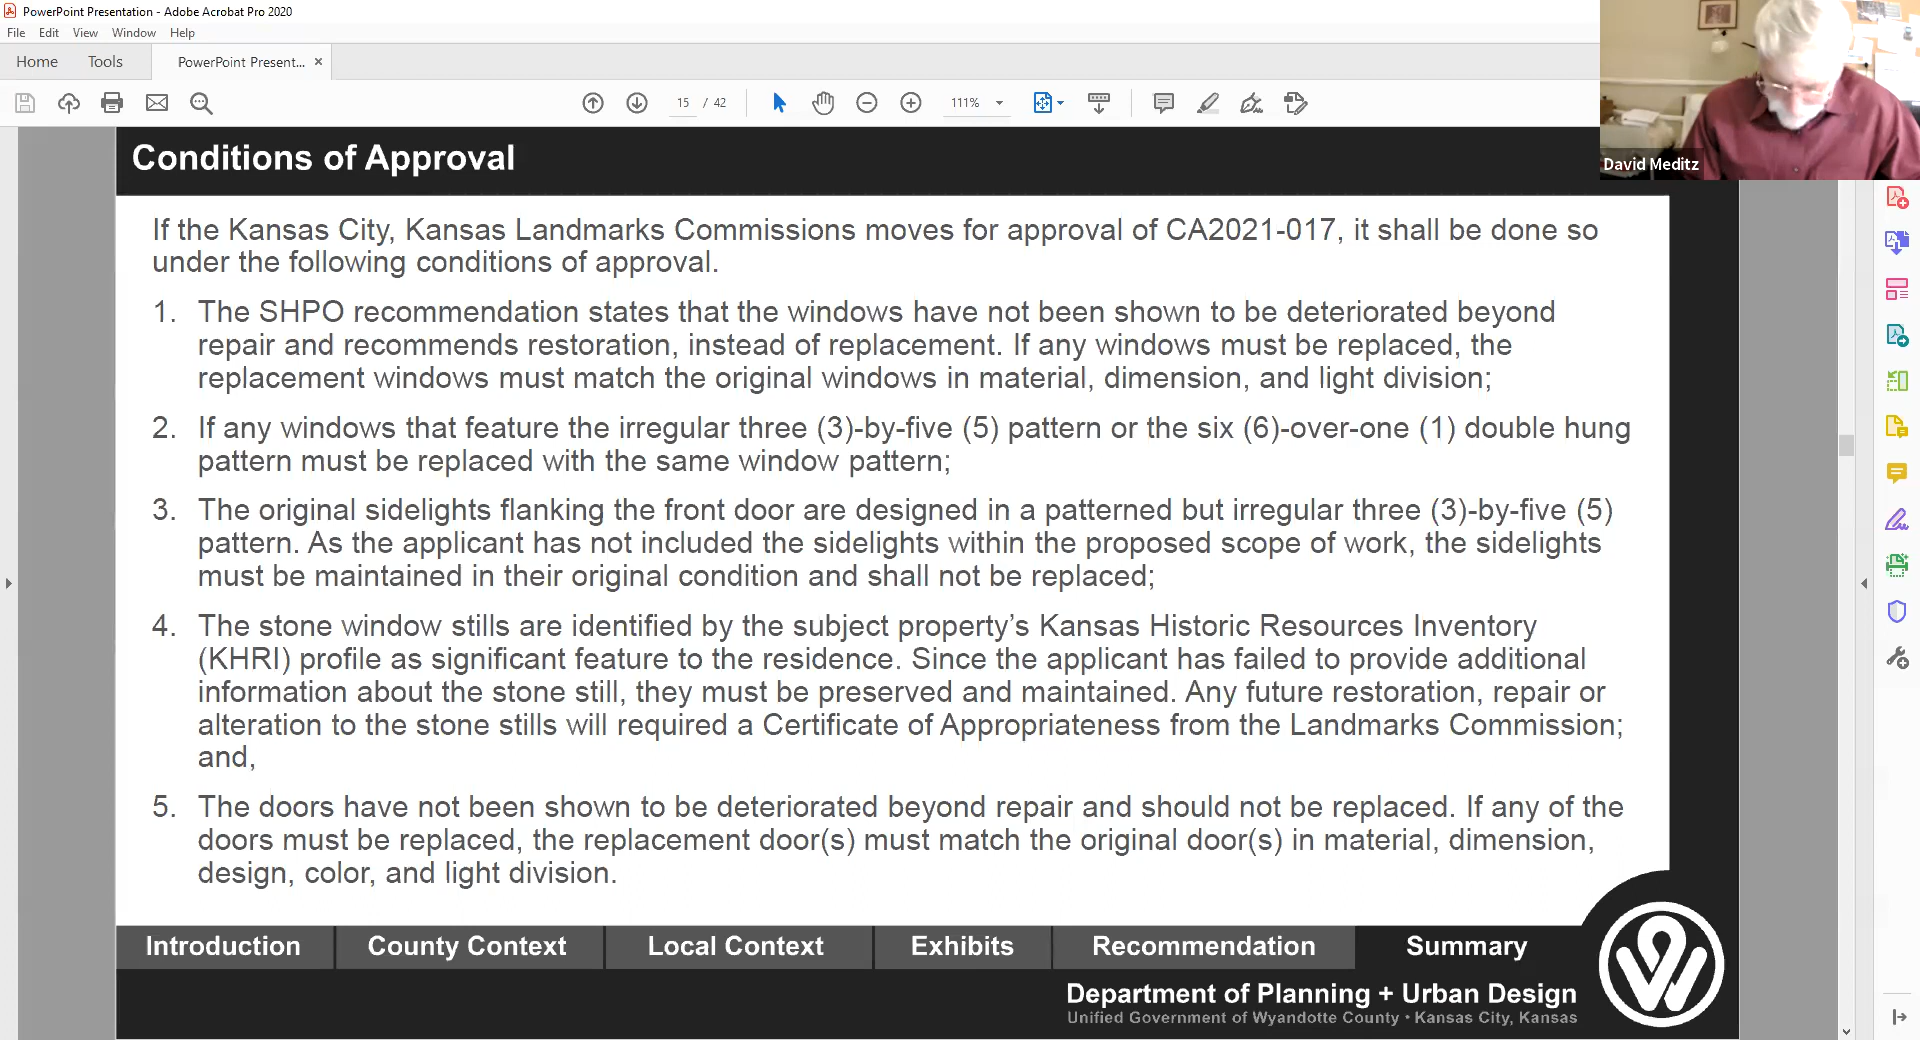 PowerPoint Presentation - Adobe Acrobat Pro 2020
File Edit View Window Help
Home Tools PowerPoint Present... ×
15 / 42 111%
David Meditz
Conditions of Approval
If the Kansas City, Kansas Landmarks Commissions moves for approval of CA2021-017, it shall be done so
under the following conditions of approval.
1. The SHPO recommendation states that the windows have not been shown to be deteriorated beyond
repair and recommends restoration, instead of replacement. If any windows must be replaced, the
replacement windows must match the original windows in material, dimension, and light division;
2. If any windows that feature the irregular three (3)-by-five (5) pattern or the six (6)-over-one (1) double hung
pattern must be replaced with the same window pattern;
3. The original sidelights flanking the front door are designed in a patterned but irregular three (3)-by-five (5)
pattern. As the applicant has not included the sidelights within the proposed scope of work, the sidelights
must be maintained in their original condition and shall not be replaced;
4. The stone window stills are identified by the subject property’s Kansas Historic Resources Inventory
(KHRI) profile as significant feature to the residence. Since the applicant has failed to provide additional
information about the stone still, they must be preserved and maintained. Any future restoration, repair or
alteration to the stone stills will required a Certificate of Appropriateness from the Landmarks Commission;
and,
5. The doors have not been shown to be deteriorated beyond repair and should not be replaced. If any of the
doors must be replaced, the replacement door(s) must match the original door(s) in material, dimension,
design, color, and light division.
Introduction County Context Local Context Exhibits Recommendation Summary
Department of Planning + Urban Design
Unified Government of Wyandotte County • Kansas City, Kansas